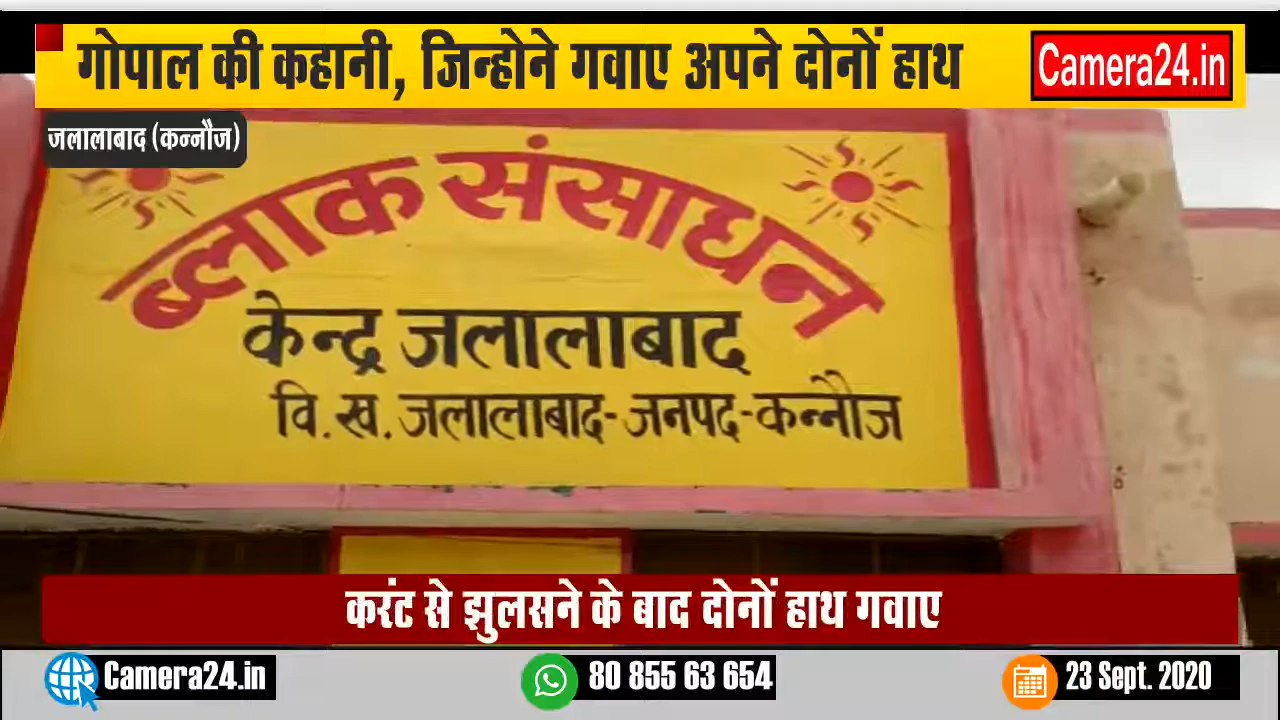 गोपाल की कहानी, जिन्होने गवाए अपने दोनों हाथ
Camera24.in
जलालाबाद (कन्नौज)
ब्लाक संसाधन
केन्द्र जलालाबाद
वि.ख. जलालाबाद-जनपद-कन्नौज
करंट से झुलसने के बाद दोनों हाथ गवाए
Camera24.in
80 855 63 654
23 Sept. 2020